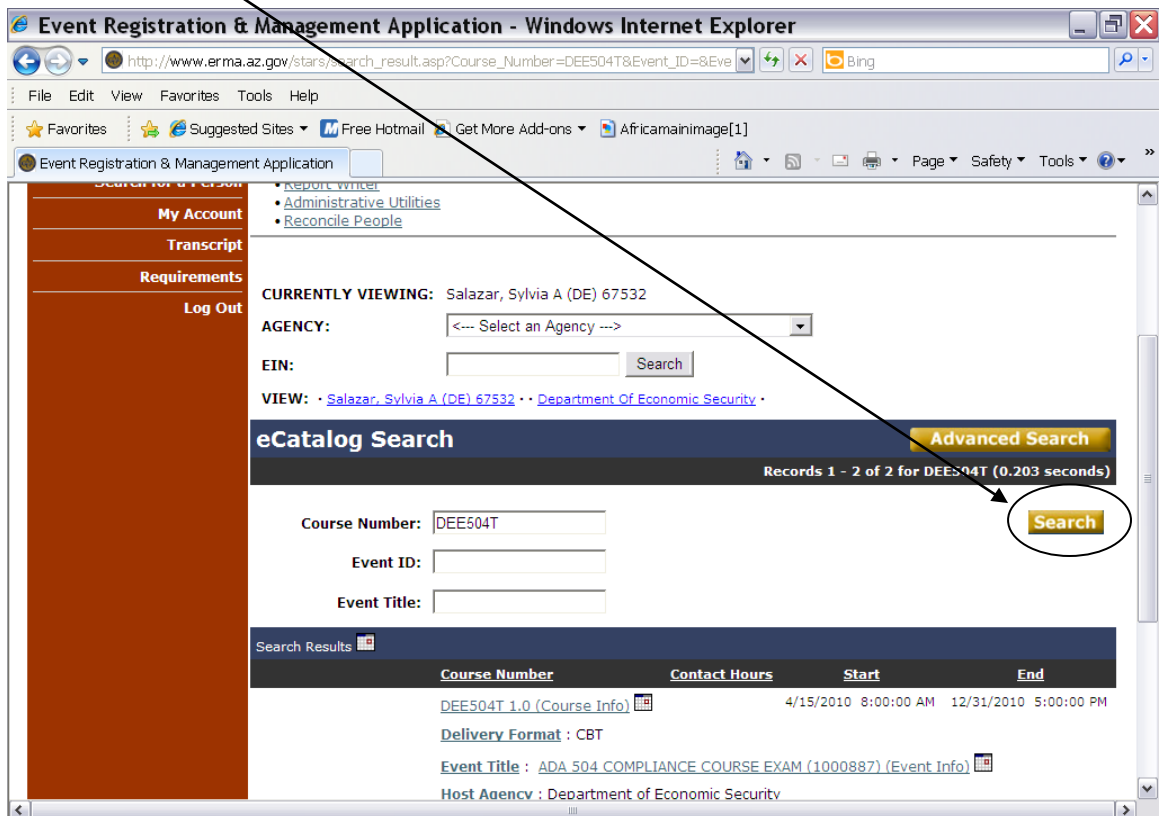 Event Registration & Management Application - Windows Internet Explorer
http://www.erma.az.gov/stars/search_result.asp?Course_Number=DEE504T&Event_ID=&Eve
Bing
File Edit View Favorites Tools Help
Favorites Suggested Sites Free Hotmail Get More Add-ons Africamainimage[1]
Event Registration & Management Application Page Safety Tools »
Search for a Person
• Report Writer
My Account
• Administrative Utilities
• Reconcile People
Transcript
Requirements
Log Out
CURRENTLY VIEWING: Salazar, Sylvia A (DE) 67532
AGENCY: <--- Select an Agency --->
EIN: Search
VIEW: · Salazar, Sylvia A (DE) 67532 · · Department Of Economic Security ·
eCatalog Search Advanced Search
Records 1 - 2 of 2 for DEE504T (0.203 seconds)
Course Number: DEE504T Search
Event ID:
Event Title:
Search Results
Course Number Contact Hours Start End
DEE504T 1.0 (Course Info) 4/15/2010 8:00:00 AM 12/31/2010 5:00:00 PM
Delivery Format : CBT
Event Title : ADA 504 COMPLIANCE COURSE EXAM (1000887) (Event Info)
Host Agency : Department of Economic Security